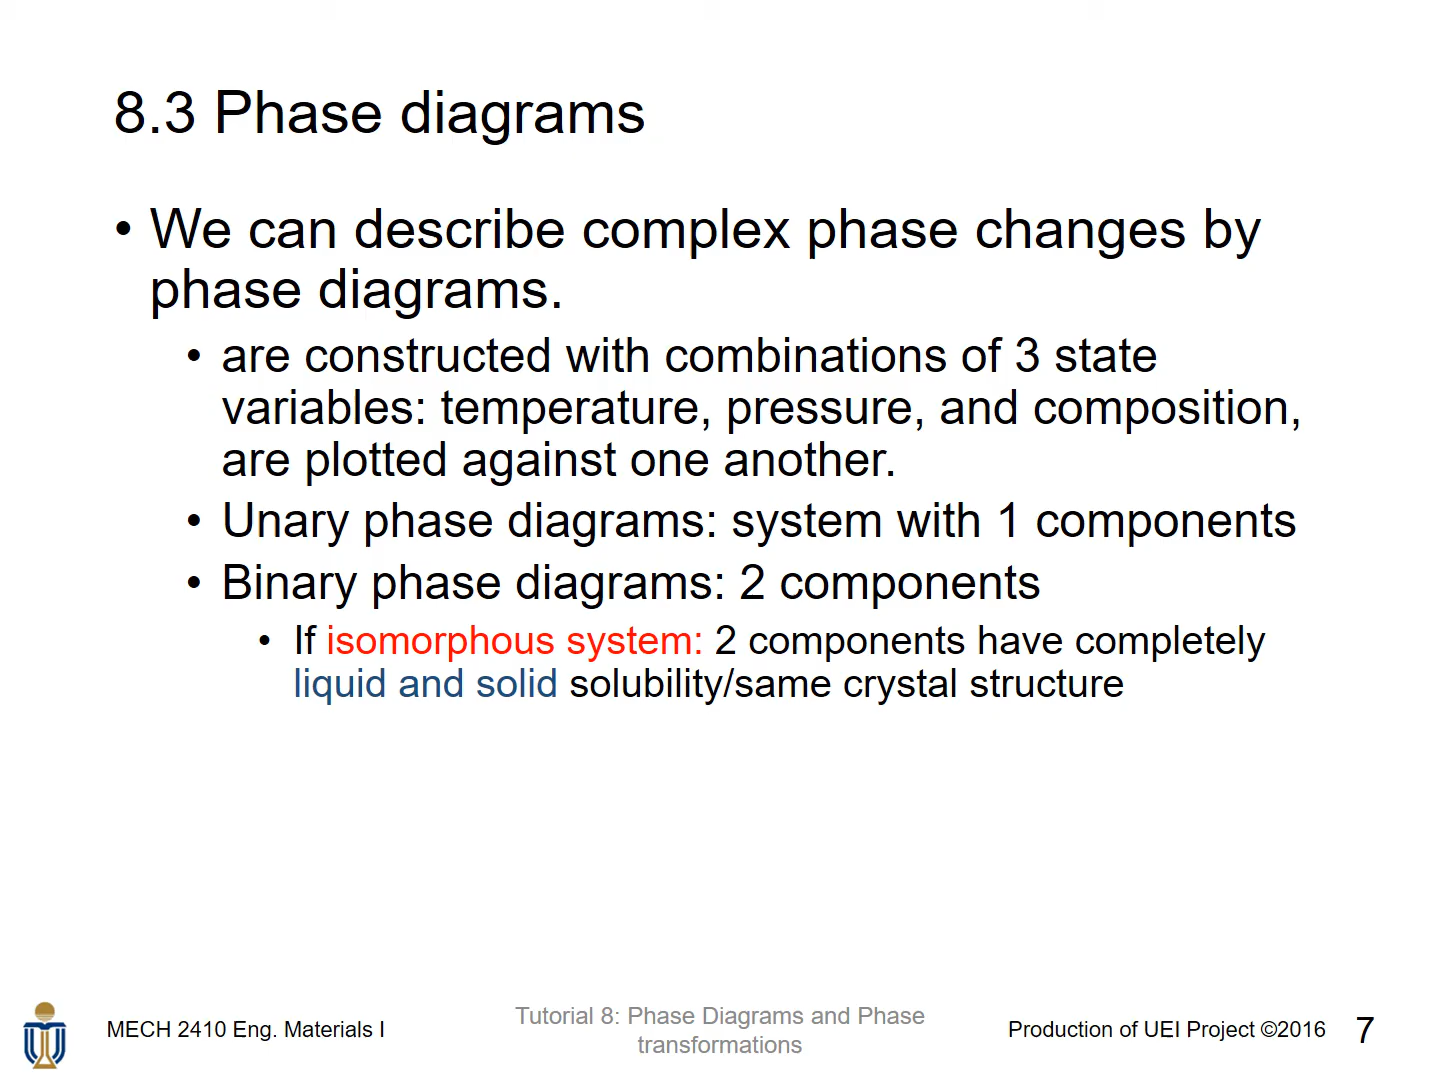 8.3 Phase diagrams
• We can describe complex phase changes by
phase diagrams.
• are constructed with combinations of 3 state
variables: temperature, pressure, and composition,
are plotted against one another.
• Unary phase diagrams: system with 1 components
• Binary phase diagrams: 2 components
• If isomorphous system: 2 components have completely
liquid and solid solubility/same crystal structure
MECH 2410 Eng. Materials I
Tutorial 8: Phase Diagrams and Phase
transformations
Production of UEI Project ©2016
7